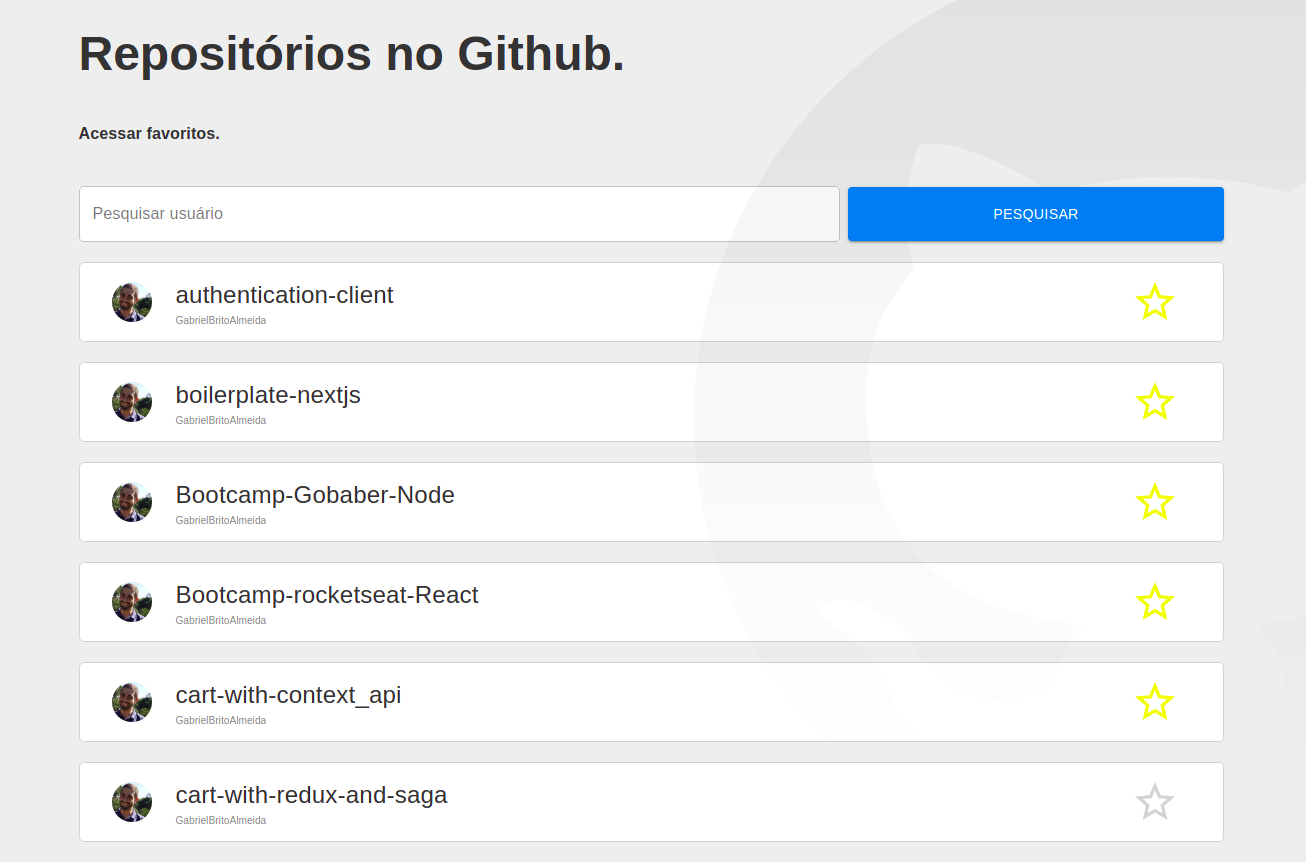 Repositórios no Github.
Acessar favoritos.
Pesquisar usuário
PESQUISAR
authentication-client
GabrielBritoAlmeida
boilerplate-nextjs
GabrielBritoAlmeida
Bootcamp-Gobaber-Node
GabrielBritoAlmeida
Bootcamp-rocketseat-React
GabrielBritoAlmeida
cart-with-context_api
GabrielBritoAlmeida
cart-with-redux-and-saga
GabrielBritoAlmeida